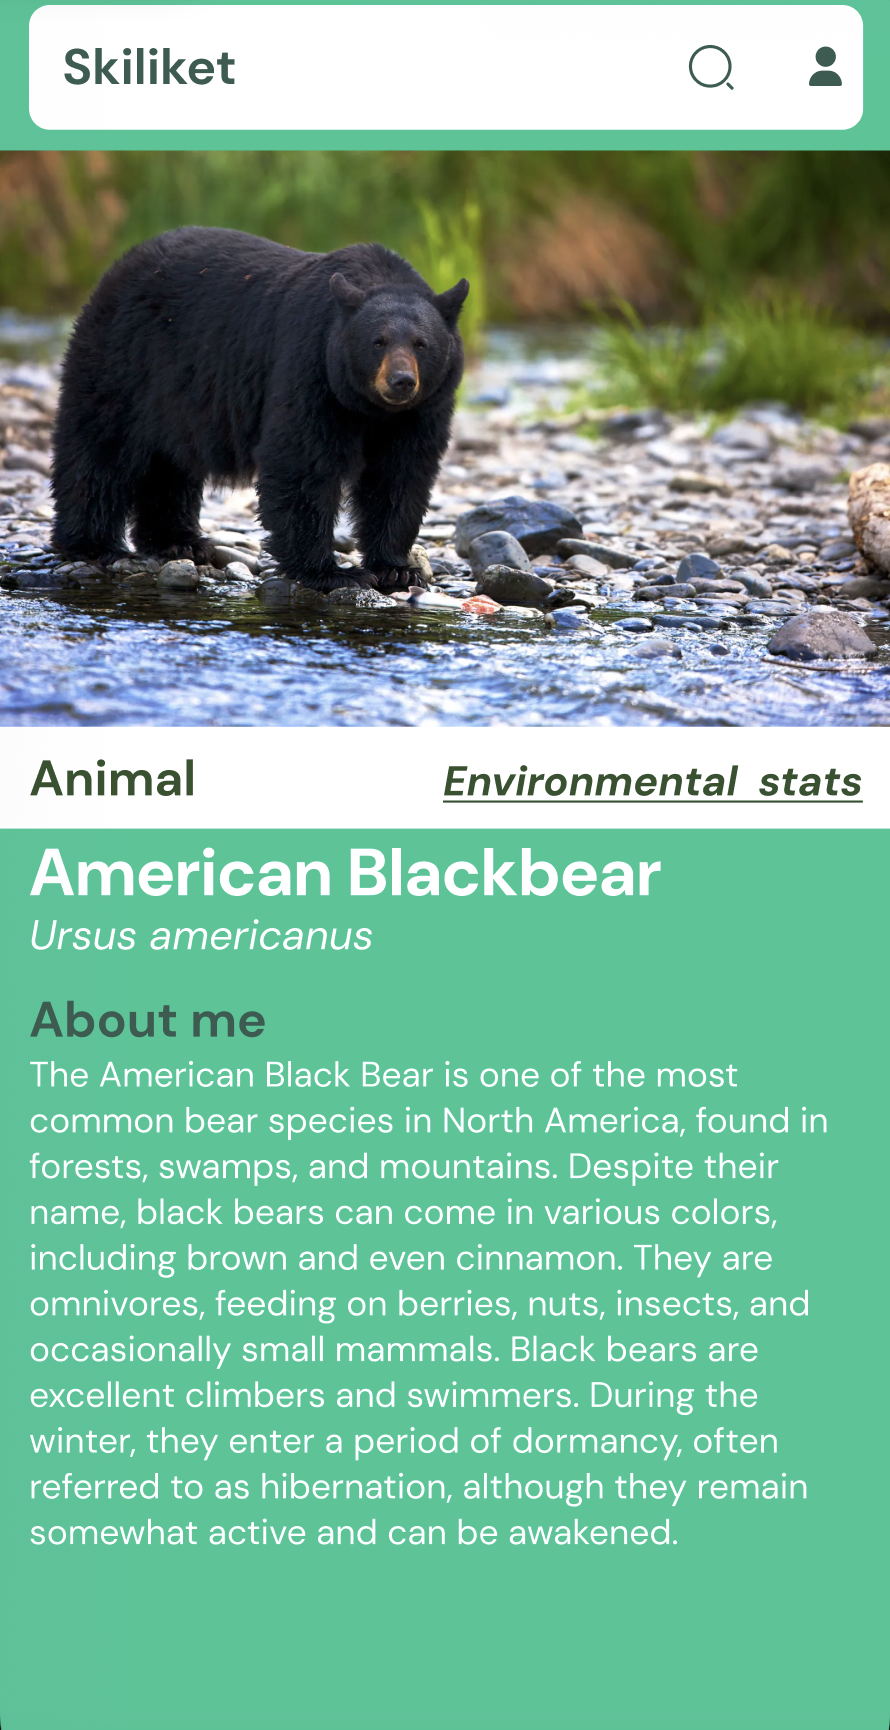 Skiliket
Animal
Environmental stats
American Blackbear
Ursus americanus
About me
The American Black Bear is one of the most
common bear species in North America, found in
forests, swamps, and mountains. Despite their
name, black bears can come in various colors,
including brown and even cinnamon. They are
omnivores, feeding on berries, nuts, insects, and
occasionally small mammals. Black bears are
excellent climbers and swimmers. During the
winter, they enter a period of dormancy, often
referred to as hibernation, although they remain
somewhat active and can be awakened.